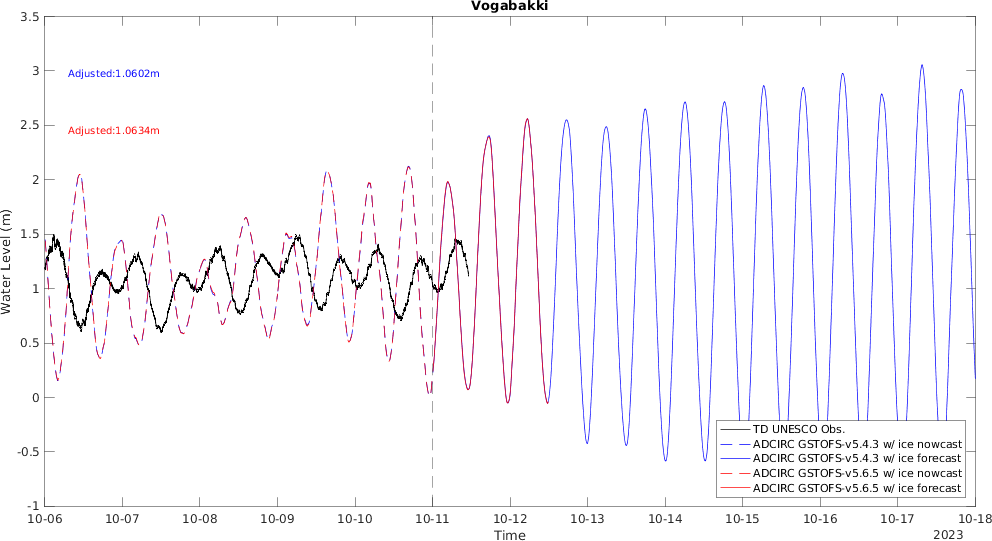 Vogabakki
3.5
3
2.5
2
1.5
1
0.5
0
-0.5
-1
Water Level (m)
Adjusted:1.0602m
Adjusted:1.0634m
TD UNESCO Obs.
ADCIRC GSTOFS-v5.4.3 w/ ice nowcast
ADCIRC GSTOFS-v5.4.3 w/ ice forecast
ADCIRC GSTOFS-v5.6.5 w/ ice nowcast
ADCIRC GSTOFS-v5.6.5 w/ ice forecast
10-06 10-07 10-08 10-09 10-10 10-11 10-12 10-13 10-14 10-15 10-16 10-17 10-18
Time
2023